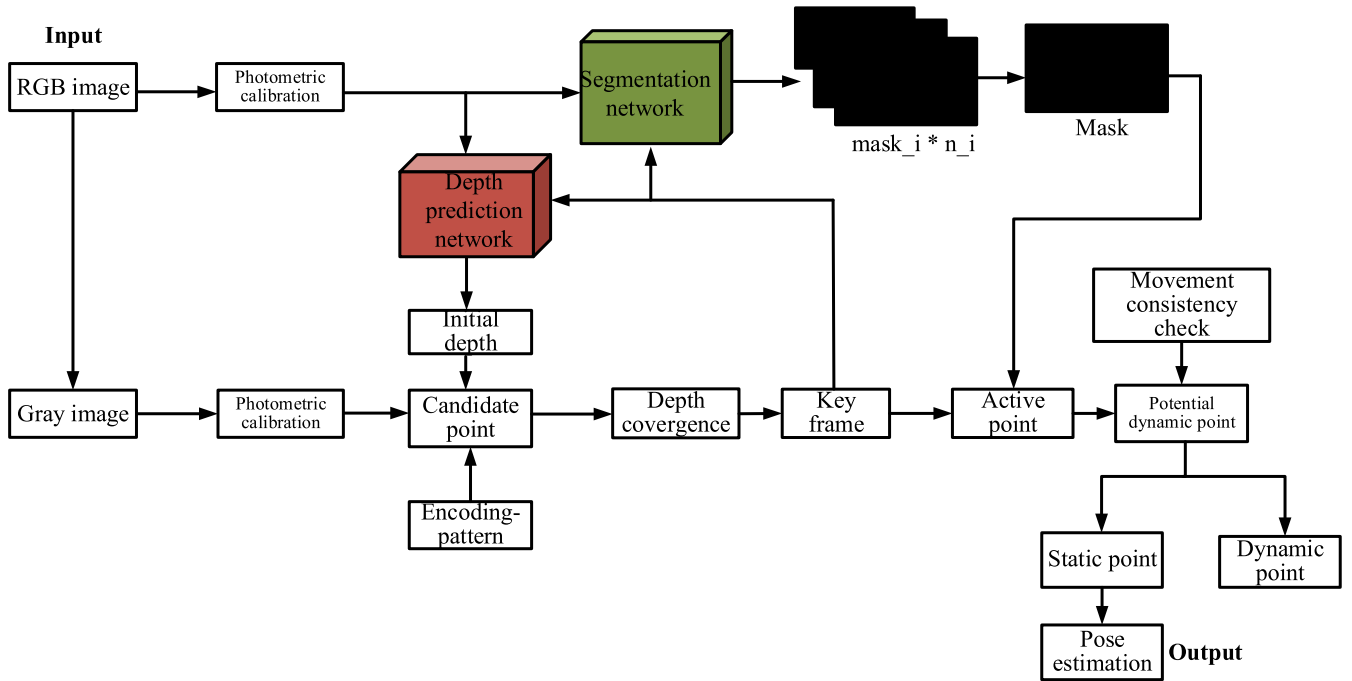 Input
RGB image
Photometric
calibration
Segmentation
network
mask_i * n_i
Mask
Depth
prediction
network
Initial
depth
Movement
consistency
check
Gray image
Photometric
calibration
Candidate
point
Depth
covergence
Key
frame
Active
point
Potential
dynamic point
Encoding-
pattern
Static point
Dynamic
point
Pose
estimation
Output